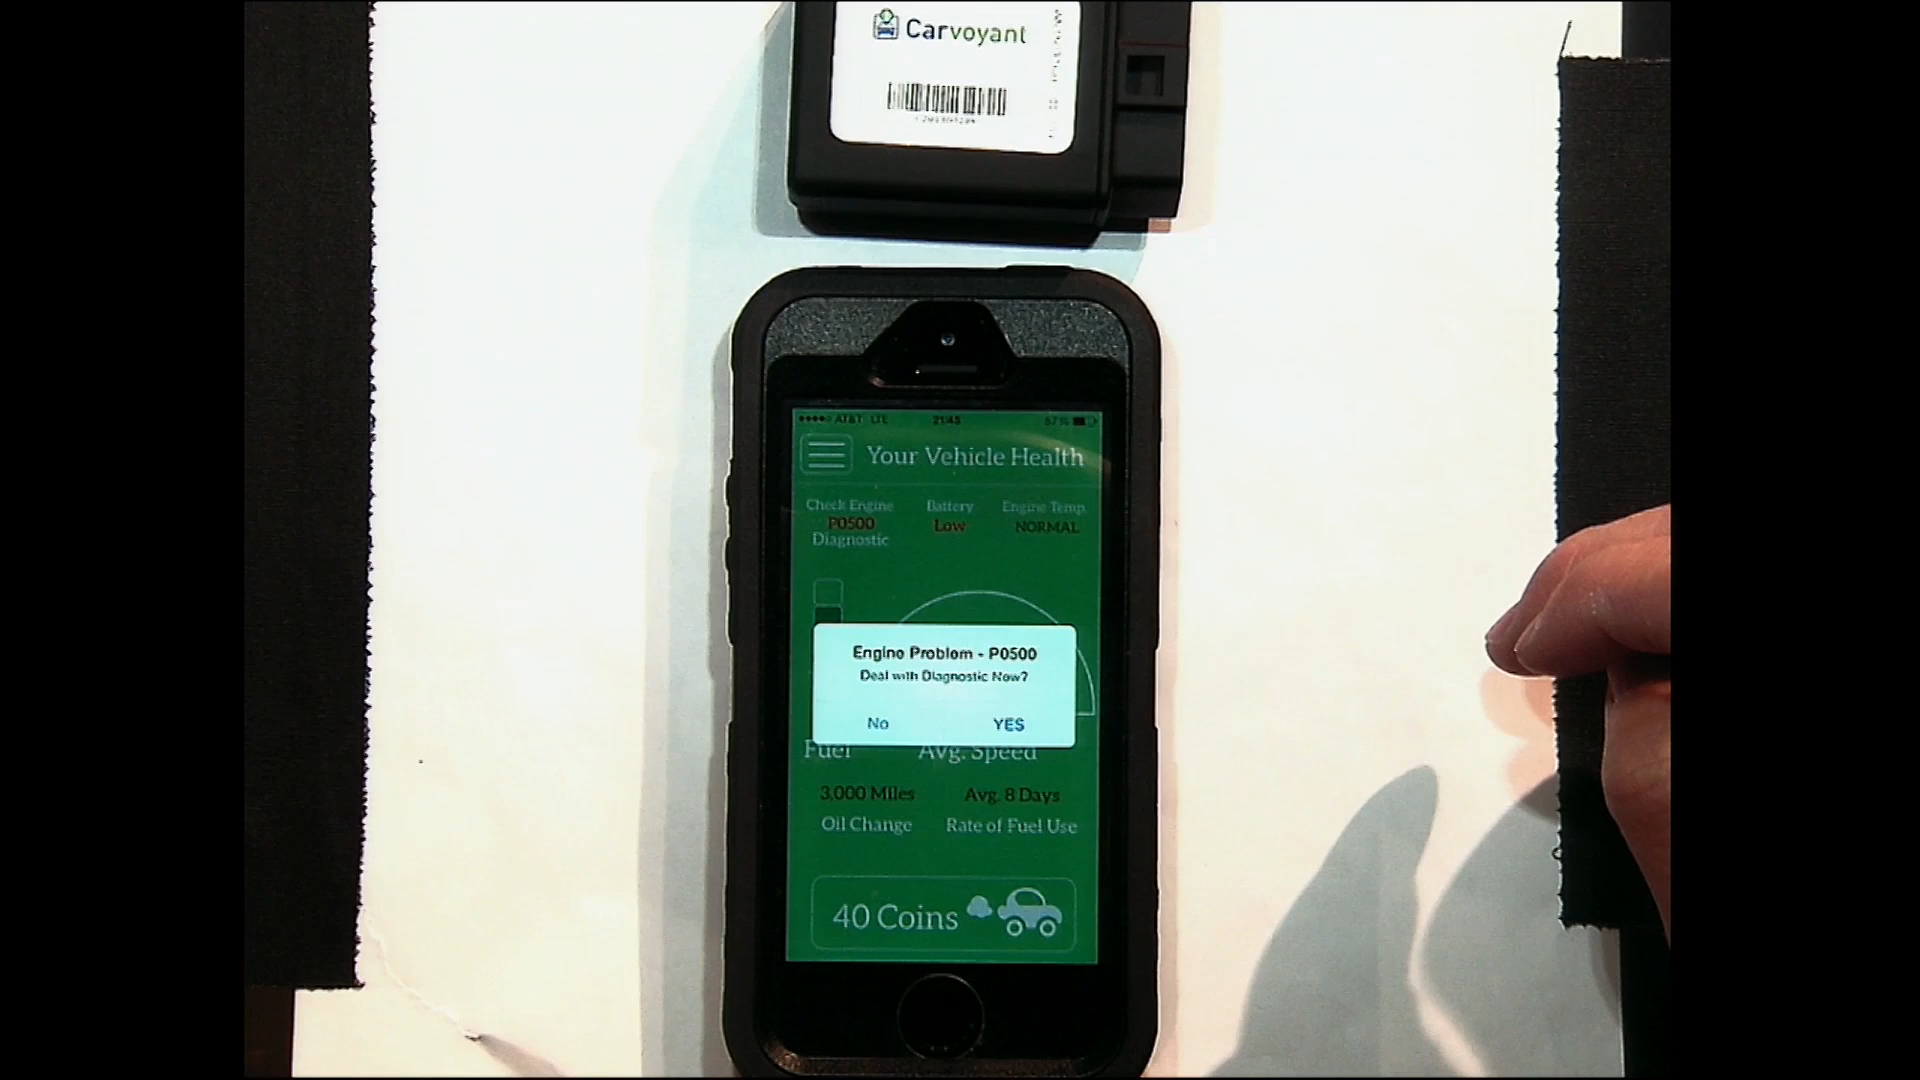 Carvoyant
AT&T LTE 21:45 67%
Your Vehicle Health
Check Engine Battery Engine Temp
P0500 Low NORMAL
Diagnostic
Engine Problem - P0500
Deal with Diagnostic Now?
No YES
Fuel Avg. Speed
3,000 Miles Avg. 8 Days
Oil Change Rate of Fuel Use
40 Coins